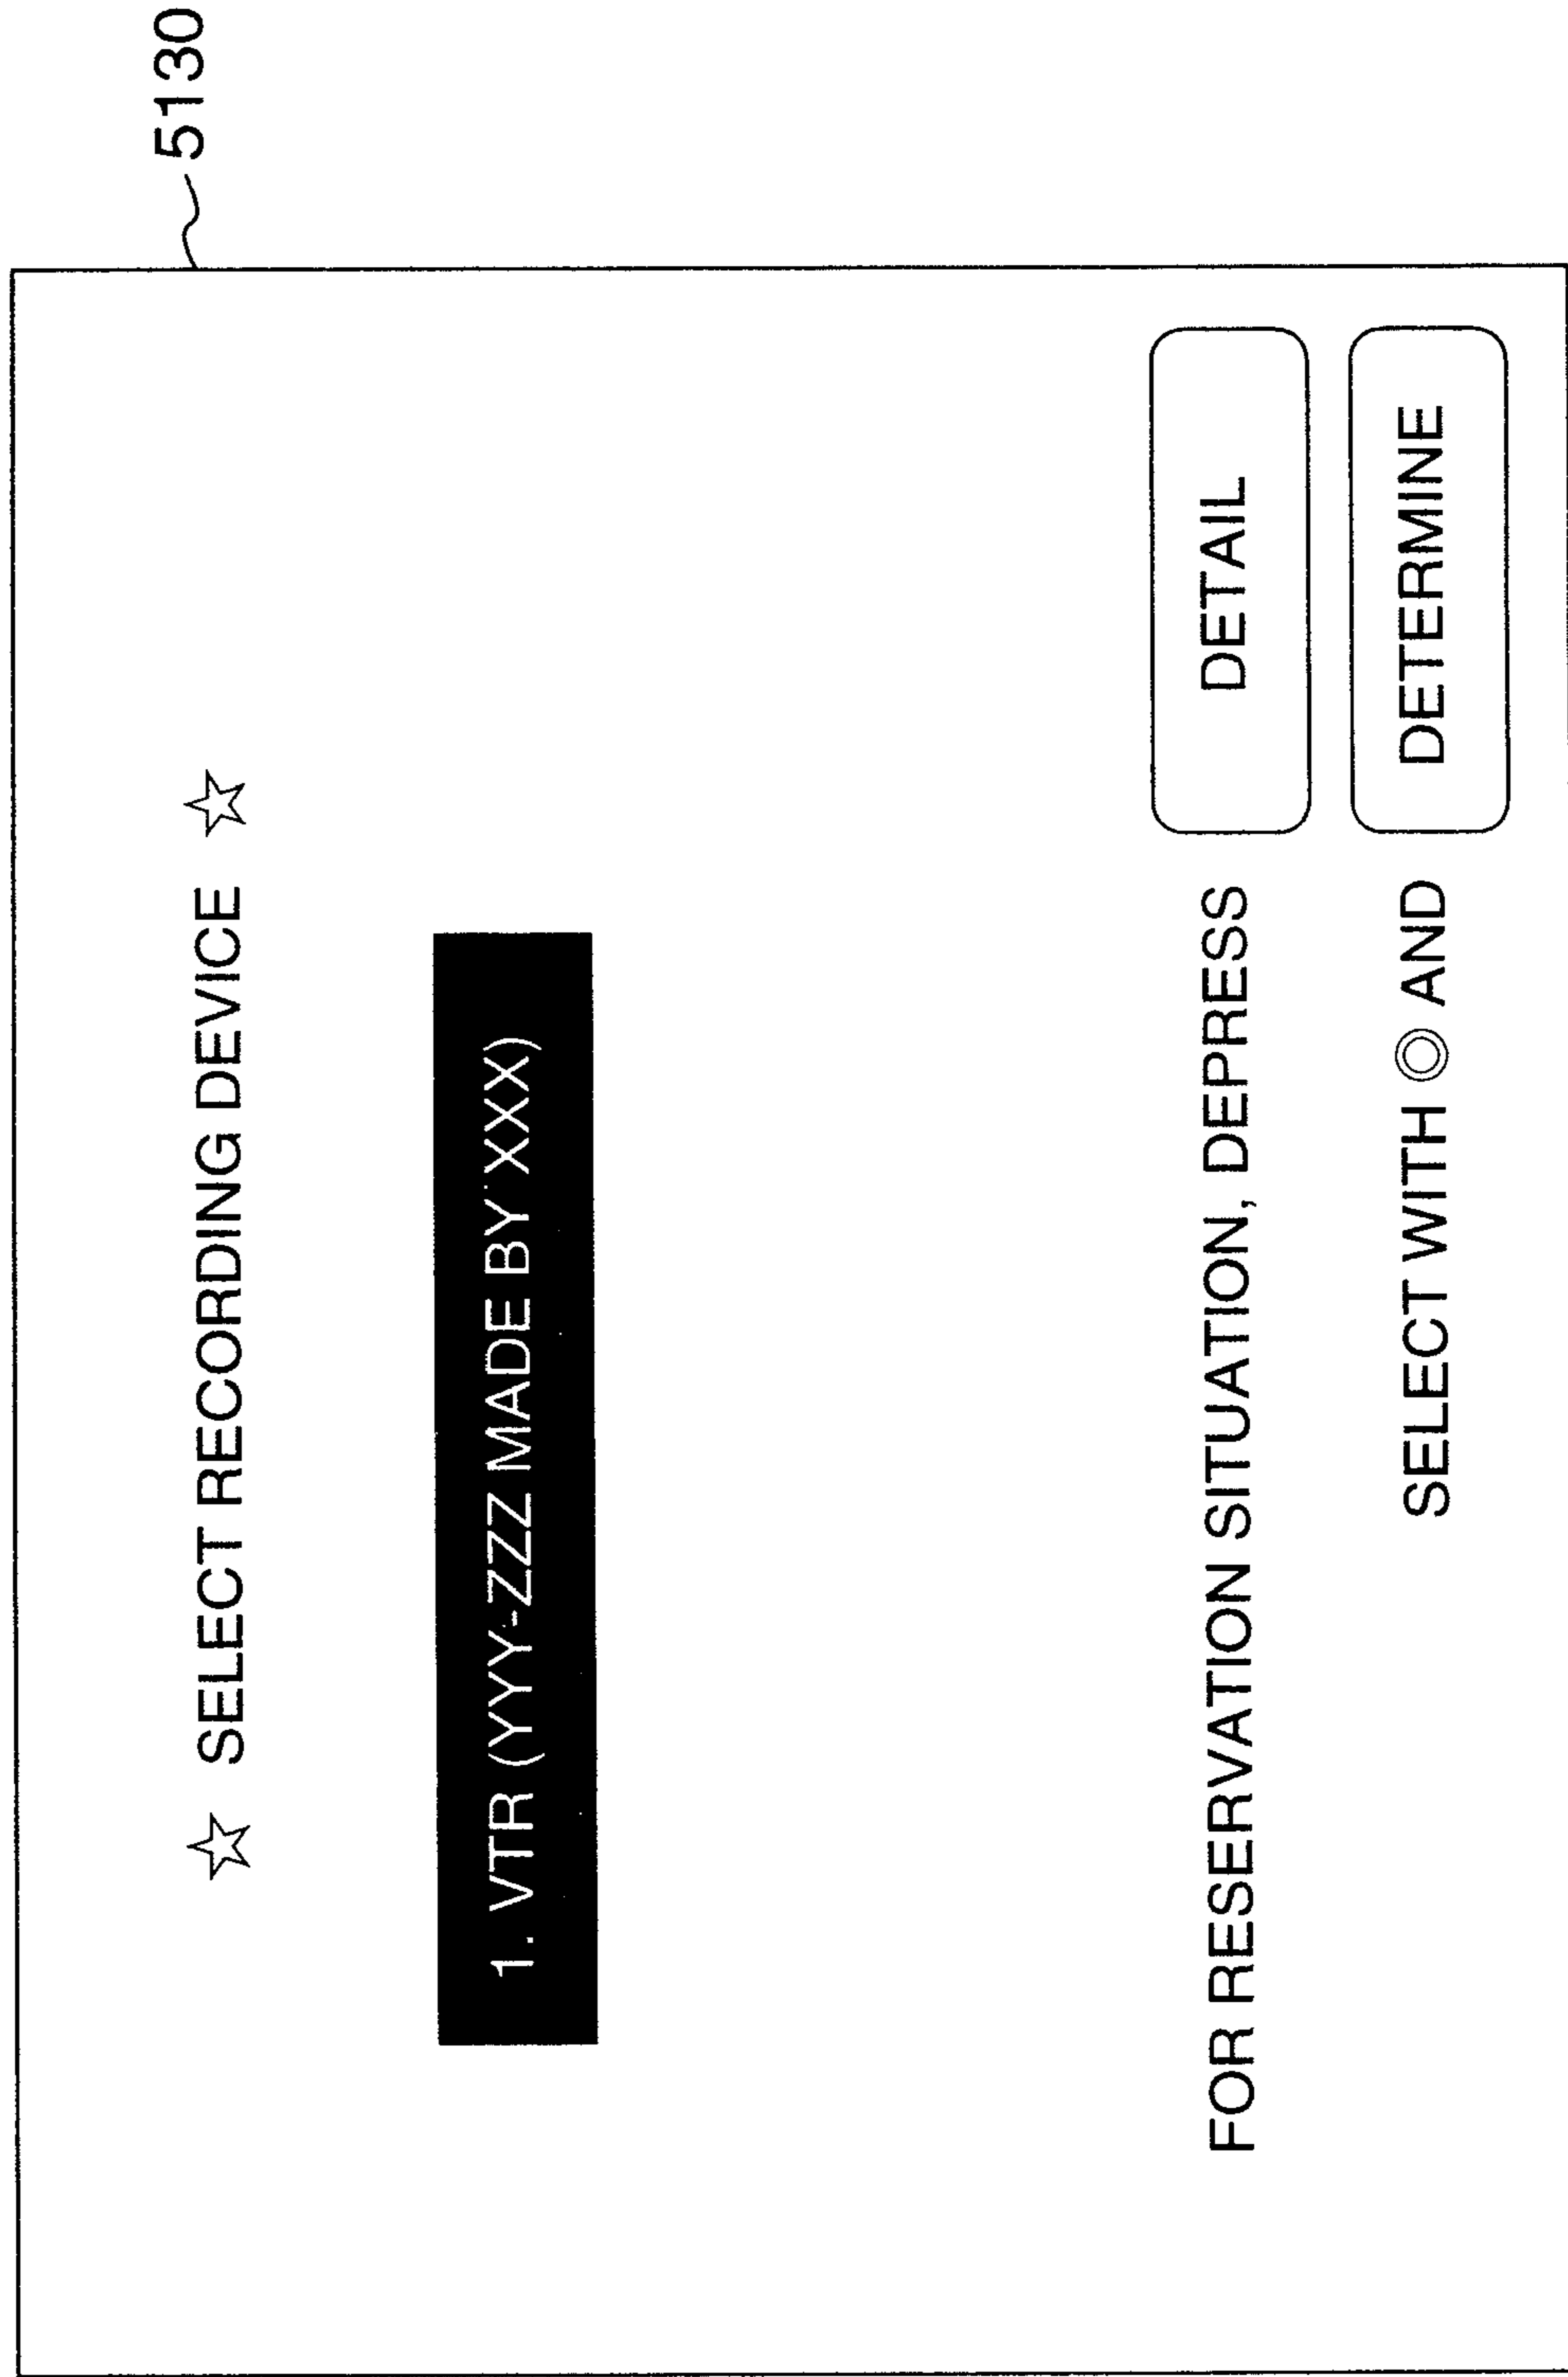 5130
☆ SELECT RECORDING DEVICE ☆
1. VTR (YYY-ZZZ MADE BY XXX)
FOR RESERVATION SITUATION, DEPRESS DETAIL
SELECT WITH ◎ AND DETERMINE